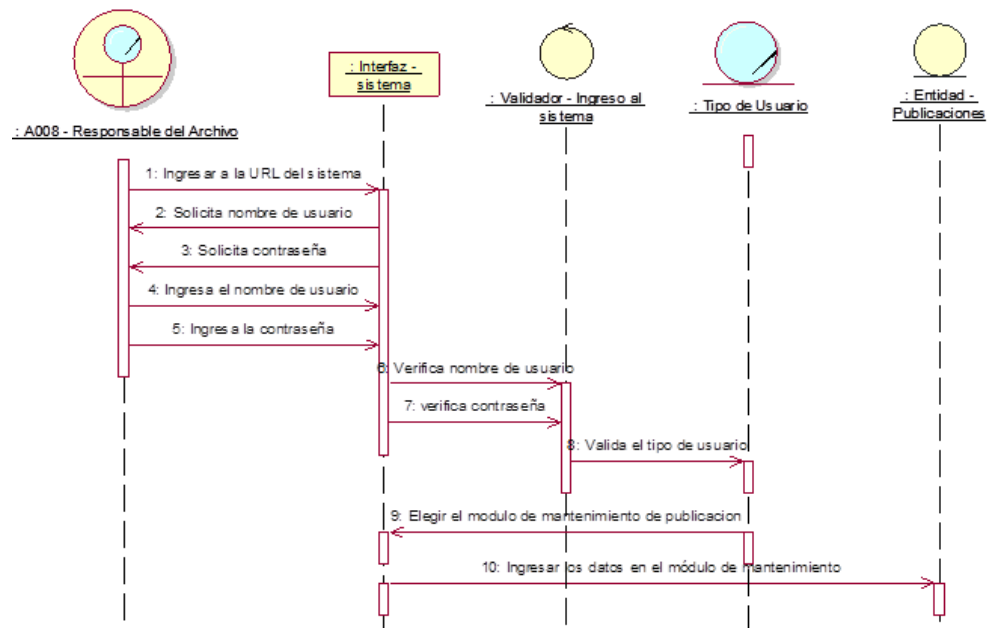 : Interfaz -
sistema
: A008 - Responsable del Archivo
: Validador - Ingreso al
sistema
: Tipo de Usuario
: Entidad -
Publicaciones
1: Ingresar a la URL del sistema
2: Solicita nombre de usuario
3: Solicita contraseña
4: Ingresa el nombre de usuario
5: Ingresa la contraseña
6: Verifica nombre de usuario
7: verifica contraseña
8: Valida el tipo de usuario
9: Elegir el modulo de mantenimiento de publicacion
10: Ingresar los datos en el módulo de mantenimiento